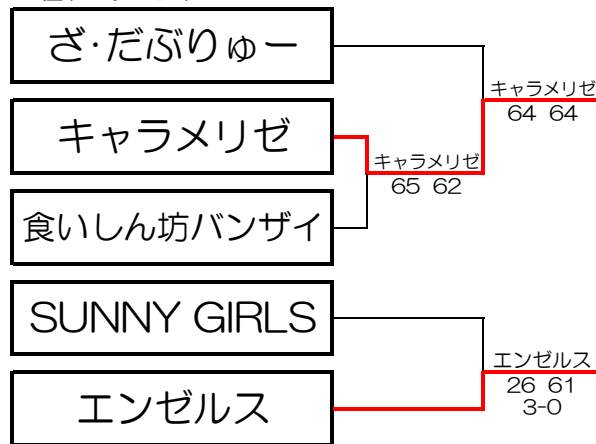 ざ・だぶりゅー
キャラメリゼ
64 64
キャラメリゼ
キャラメリゼ
65 62
食いしん坊バンザイ
SUNNY GIRLS
エンゼルス
26 61
3-0
エンゼルス